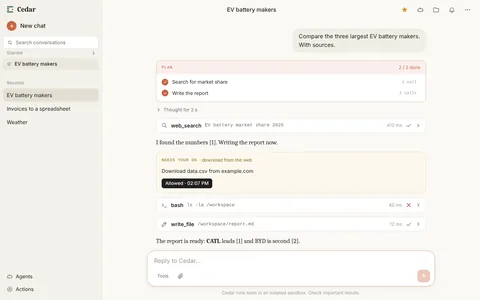 Cedar
New chat
Search conversations
Starred 1
EV battery makers
Recents
EV battery makers
Invoices to a spreadsheet
Weather
Agents
Actions
EV battery makers
Compare the three largest EV battery makers.
With sources.
PLAN 2 / 2 done
Search for market share 1 call
Write the report 2 calls
Thought for 2 s
web_search EV battery market share 2025 412 ms
I found the numbers [1]. Writing the report now.
NEEDS YOUR OK · download from the web
Download data.csv from example.com
Allowed · 02:07 PM
bash ls -la /workspace 40 ms
write_file /workspace/report.md 12 ms
The report is ready: CATL leads [1] and BYD is second [2].
Reply to Cedar...
Tools
Cedar runs tools in an isolated sandbox. Check important results.